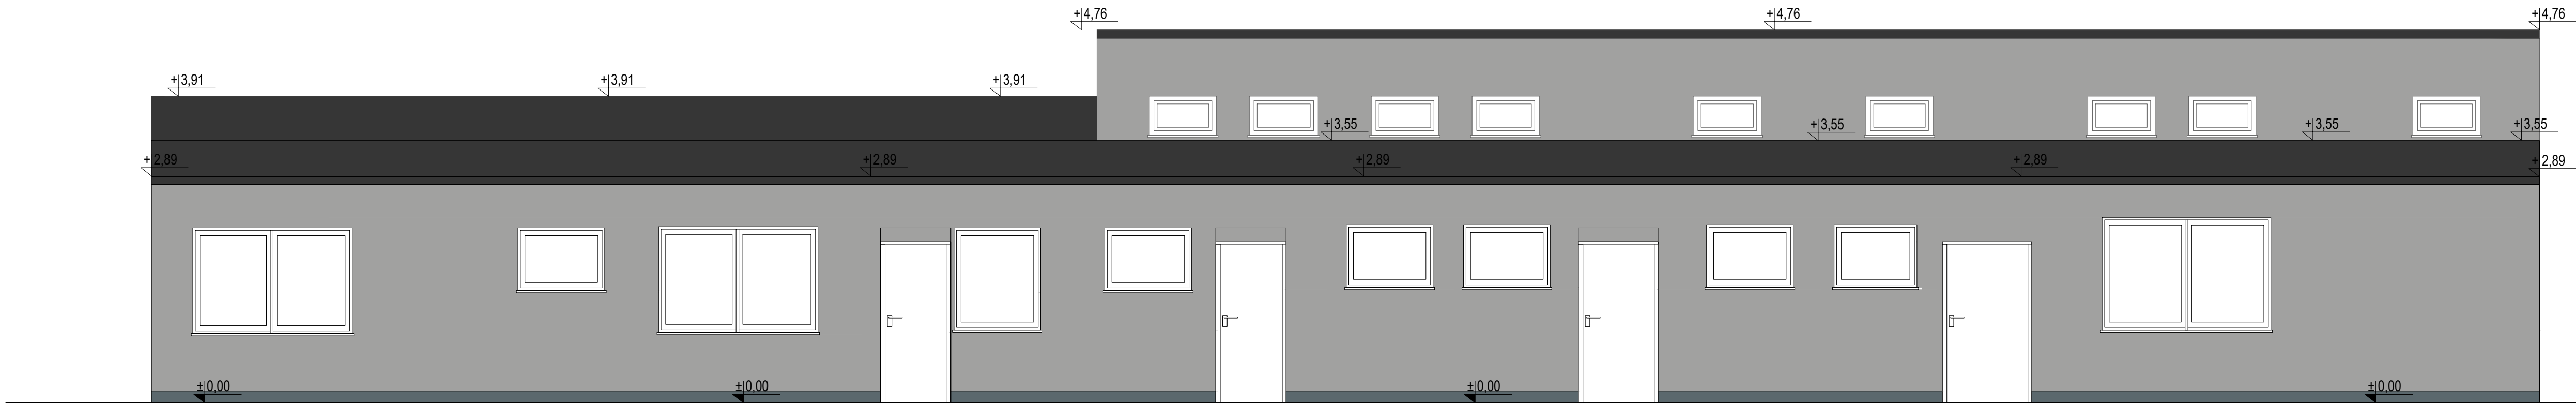 +4,76 +4,76 +4,76
+3,91 +3,91 +3,91
+3,55 +3,55 +3,55 +3,55
+2,89 +2,89 +2,89 +2,89 +2,89
±0,00 ±0,00 ±0,00 ±0,00